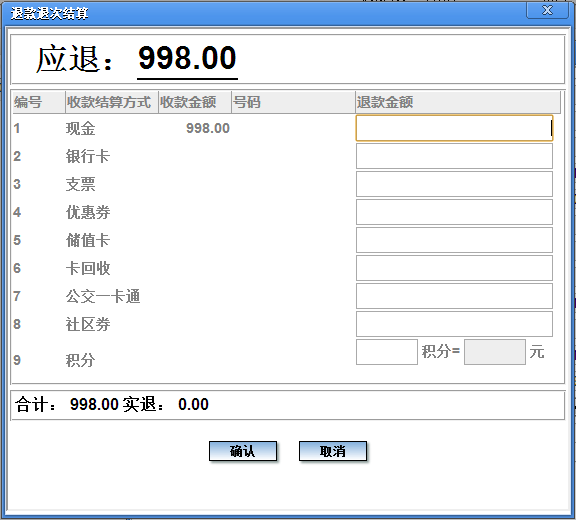 退款退次结算
应退：998.00
编号 收款结算方式 收款金额 号码 退款金额
1 现金 998.00
2 银行卡
3 支票
4 优惠券
5 储值卡
6 卡回收
7 公交一卡通
8 社区券
9 积分 积分= 元
合计： 998.00 实退： 0.00
确认 取消